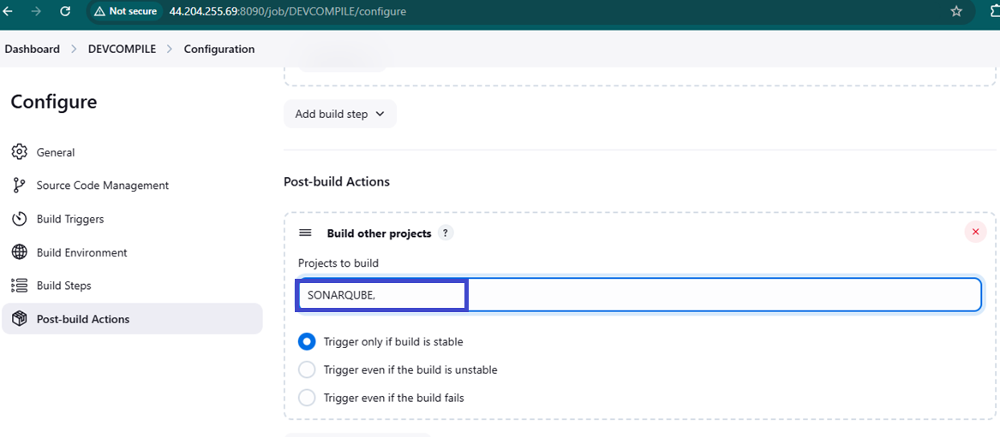 Not secure 44.204.255.69:8090/job/DEVCOMPILE/configure
Dashboard > DEVCOMPILE > Configuration
Configure
General
Source Code Management
Build Triggers
Build Environment
Build Steps
Post-build Actions
Add build step
Post-build Actions
Build other projects ?
Projects to build
SONARQUBE,
Trigger only if build is stable
Trigger even if the build is unstable
Trigger even if the build fails